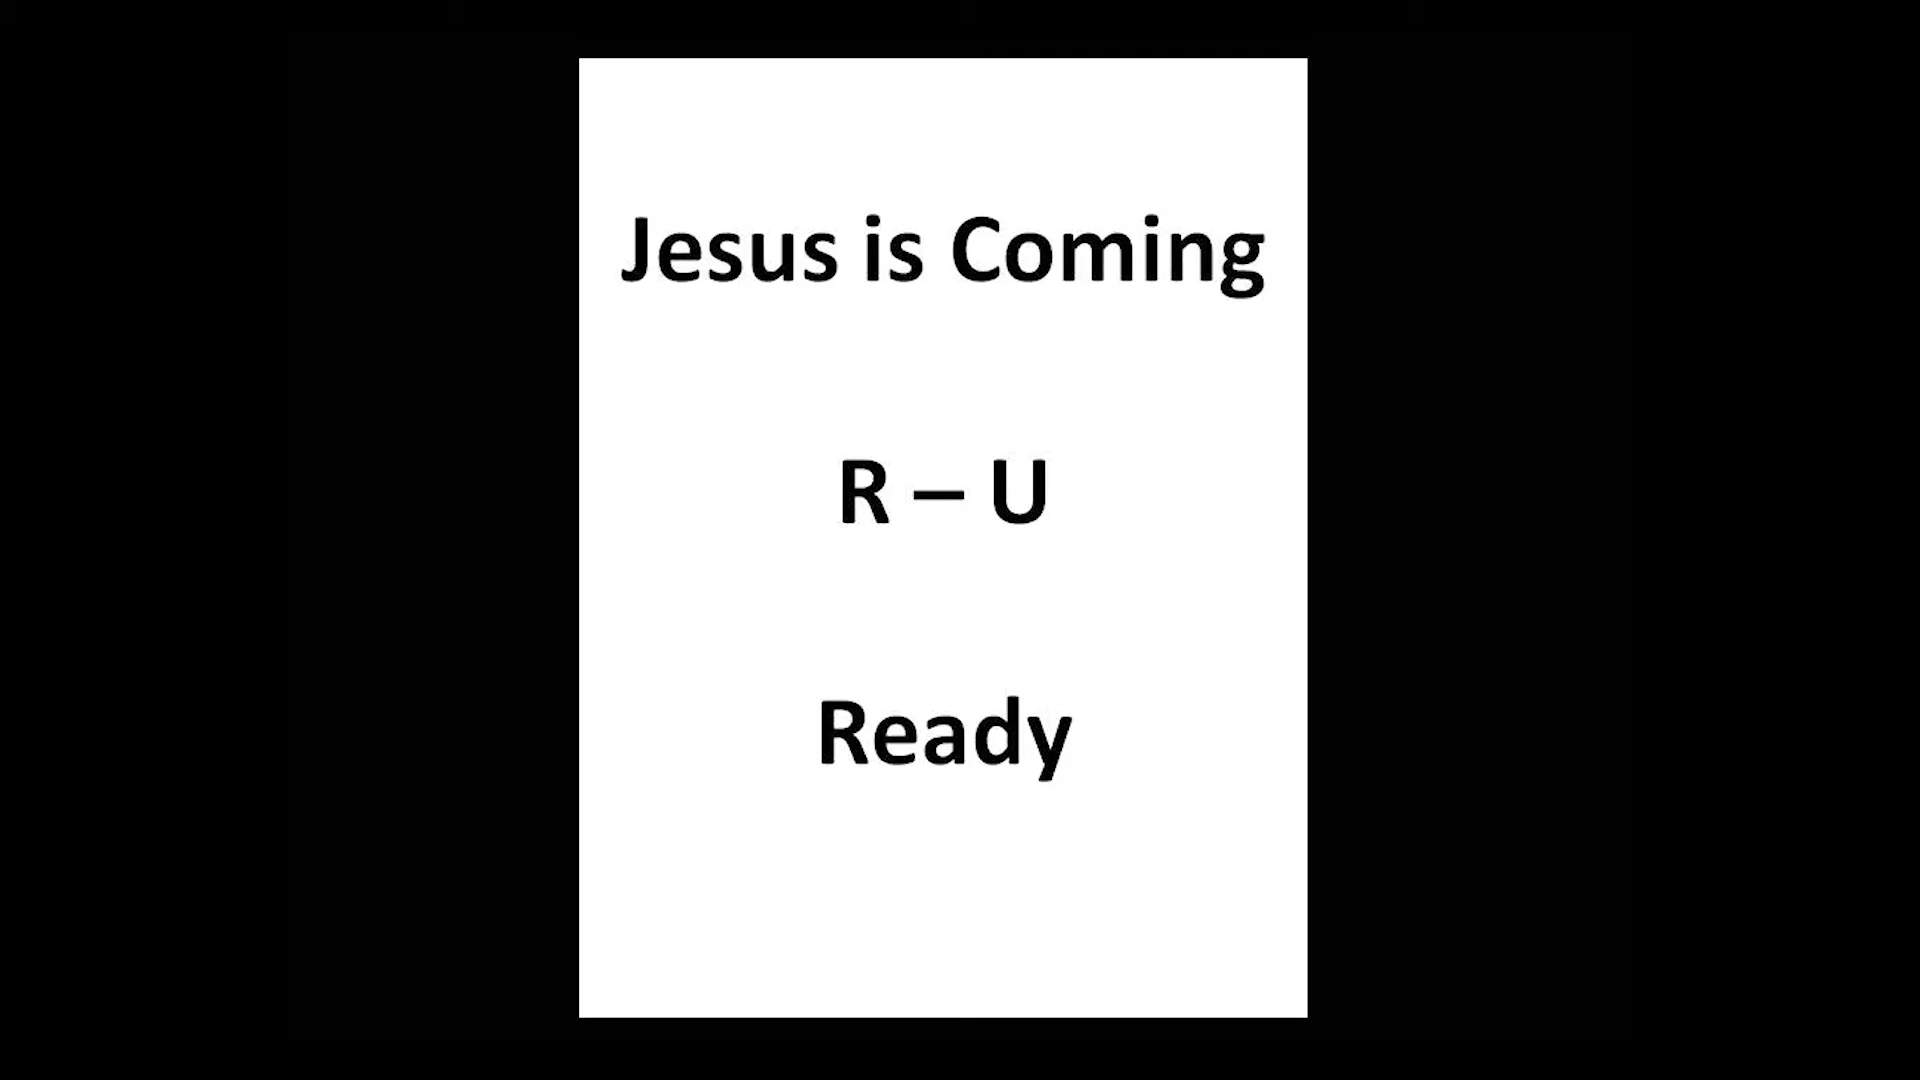 Jesus is Coming
R – U
Ready